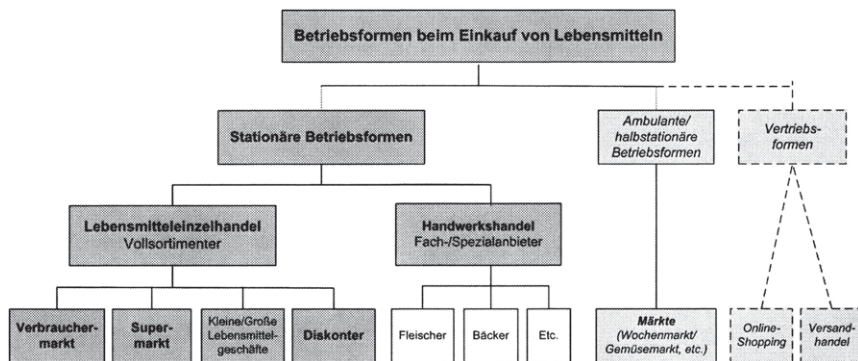 Betriebsformen beim Einkauf von Lebensmitteln
Stationäre Betriebsformen
Ambulante/
halbstationäre
Betriebsformen
Vertriebs-
formen
Lebensmitteleinzelhandel
Vollsortimenter
Handwerkshandel
Fach-/Spezialanbieter
Verbraucher-
markt
Super-
markt
Kleine/Große
Lebensmittel-
geschäfte
Diskonter
Fleischer
Bäcker
Etc.
Märkte
(Wochenmarkt/
Gemüsemarkt, etc.)
Online-
Shopping
Versand-
handel